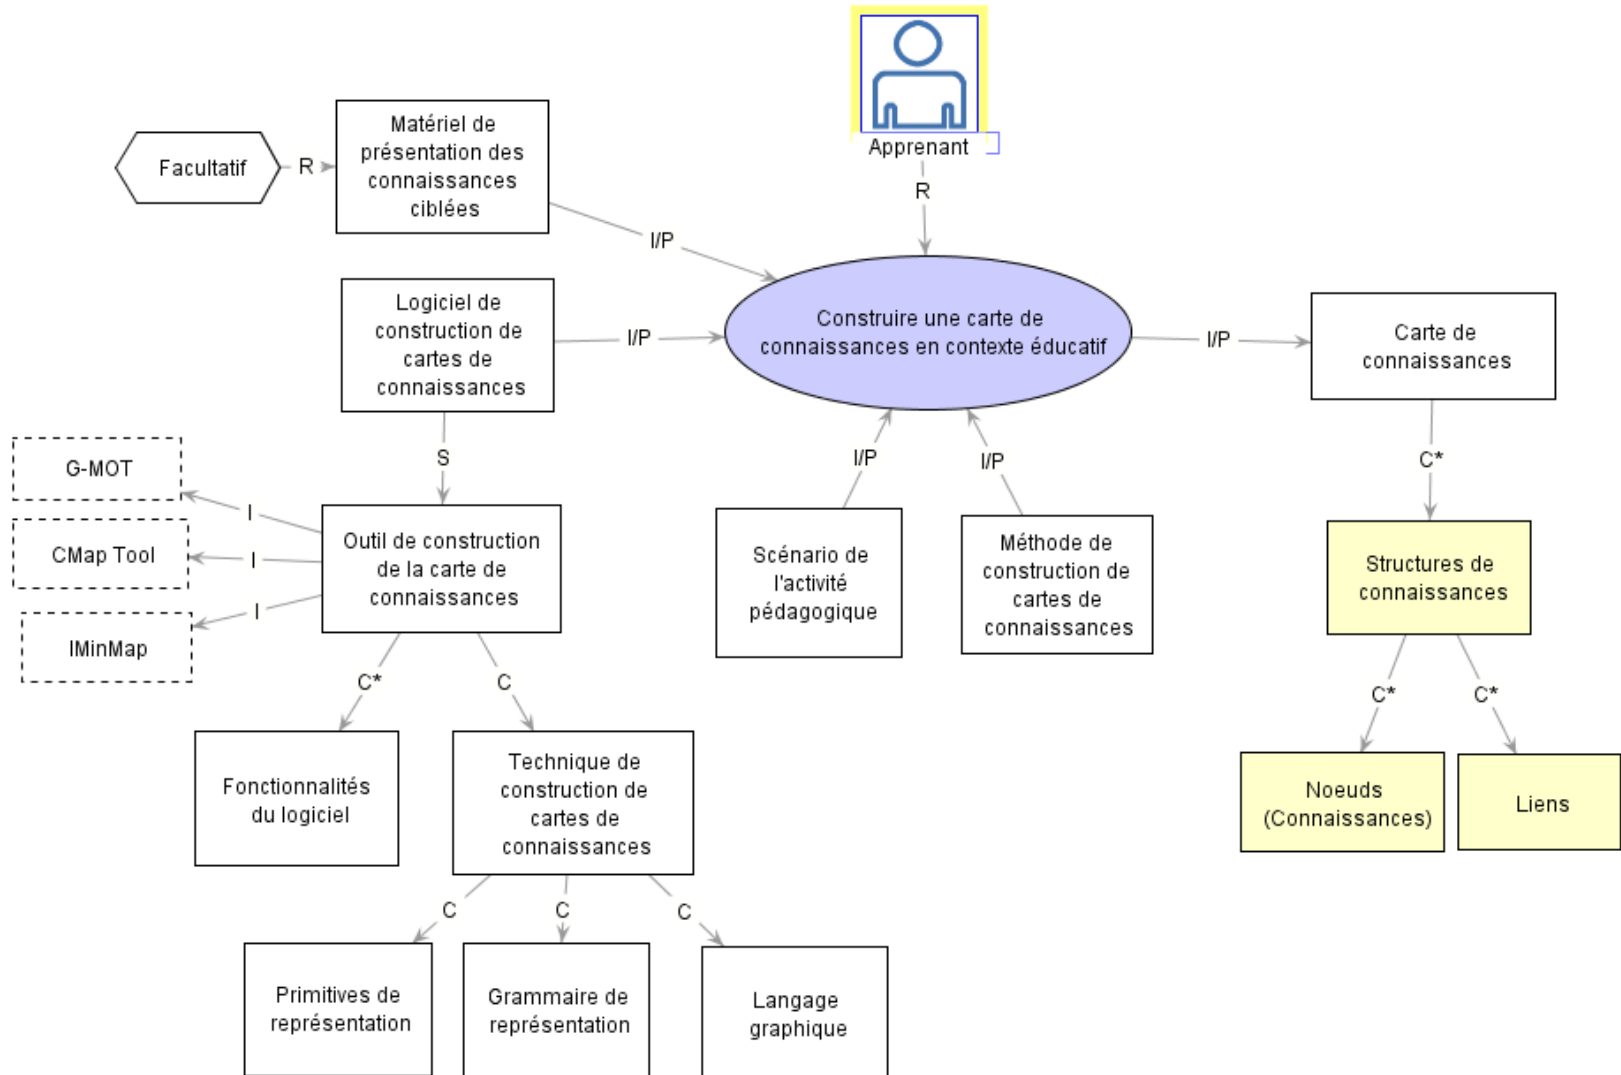 Apprenant
R
Facultatif
R
Matériel de
présentation des
connaissances
ciblées
I/P
Logiciel de
construction de
cartes de
connaissances
I/P
Construire une carte de
connaissances en contexte éducatif
I/P
Carte de
connaissances
S
I/P
I/P
C*
G-MOT
I
CMap Tool
I
IMinMap
I
Outil de construction
de la carte de
connaissances
Scénario de
l'activité
pédagogique
Méthode de
construction de
cartes de
connaissances
Structures de
connaissances
C*
C
C*
C*
Fonctionnalités
du logiciel
Technique de
construction de
cartes de
connaissances
Noeuds
(Connaissances)
Liens
C
C
C
Primitives de
représentation
Grammaire de
représentation
Langage
graphique